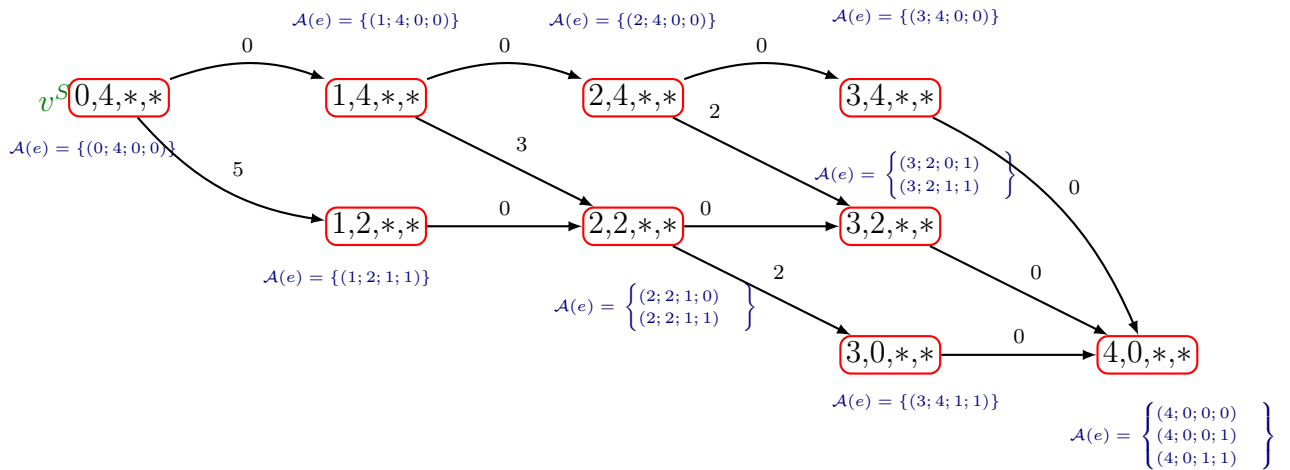 𝒜(e) = {(1; 4; 0; 0)}
𝒜(e) = {(2; 4; 0; 0)}
𝒜(e) = {(3; 4; 0; 0)}
0
0
0
v^S 0,4,∗,∗
1,4,∗,∗
2,4,∗,∗
3,4,∗,∗
𝒜(e) = {(0; 4; 0; 0)}
5
3
2
𝒜(e) = { (3; 2; 0; 1)
(3; 2; 1; 1) }
0
1,2,∗,∗
0
2,2,∗,∗
0
3,2,∗,∗
𝒜(e) = {(1; 2; 1; 1)}
𝒜(e) = { (2; 2; 1; 0)
(2; 2; 1; 1) }
2
0
3,0,∗,∗
0
4,0,∗,∗
𝒜(e) = {(3; 4; 1; 1)}
𝒜(e) = { (4; 0; 0; 0)
(4; 0; 0; 1)
(4; 0; 1; 1) }